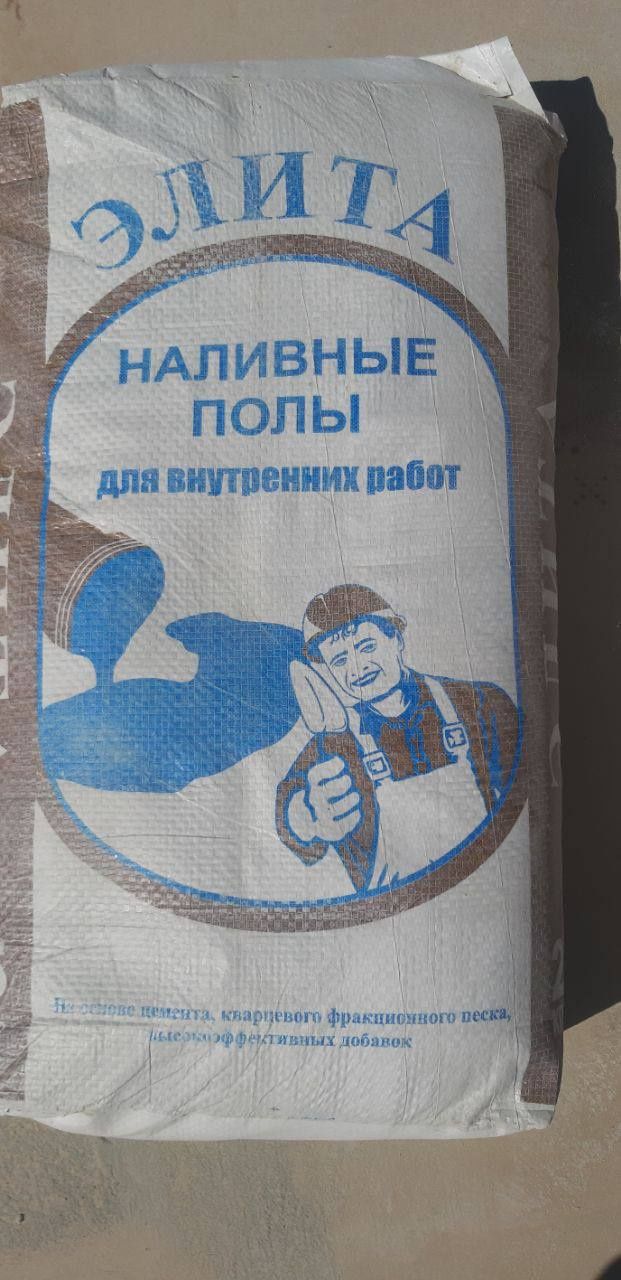 ЭЛИТА
НАЛИВНЫЕ
ПОЛЫ
для внутренних работ
На основе цемента, кварцевого фракционного песка,
высокоэффективных добавок